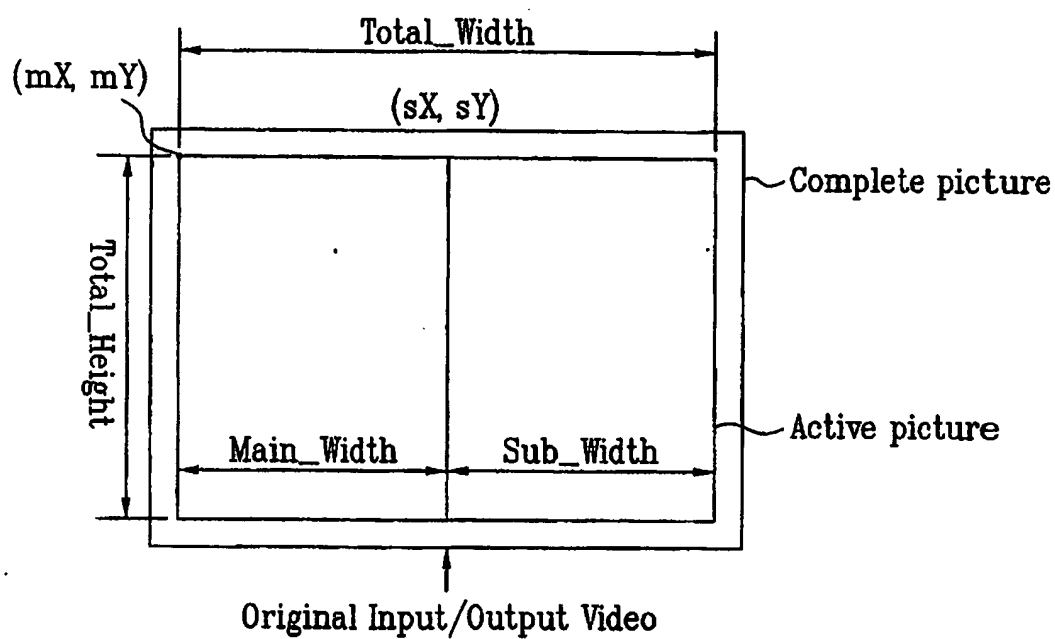 Total_Width
(mX, mY)
(sX, sY)
Complete picture
Total_Height
Active picture
Main_Width
Sub_Width
Original Input/Output Video